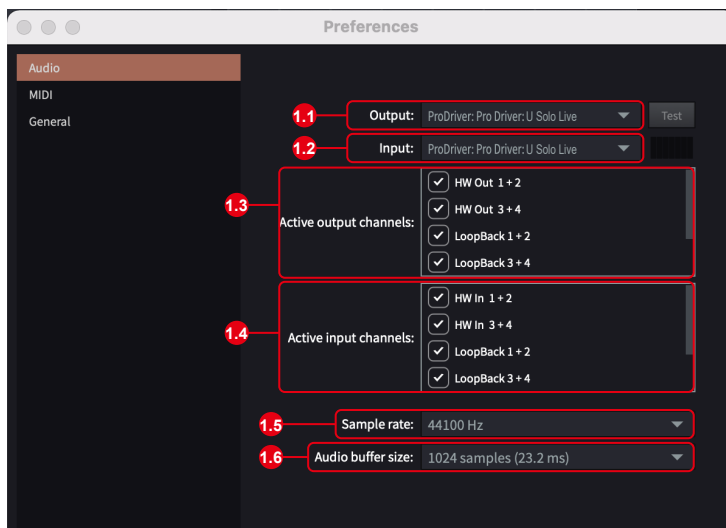 Preferences
Audio
MIDI
General
1.1 Output: ProDriver: Pro Driver: U Solo Live Test
1.2 Input: ProDriver: Pro Driver: U Solo Live
1.3 Active output channels:
HW Out 1 + 2
HW Out 3 + 4
LoopBack 1 + 2
LoopBack 3 + 4
1.4 Active input channels:
HW In 1 + 2
HW In 3 + 4
LoopBack 1 + 2
LoopBack 3 + 4
1.5 Sample rate: 44100 Hz
1.6 Audio buffer size: 1024 samples (23.2 ms)